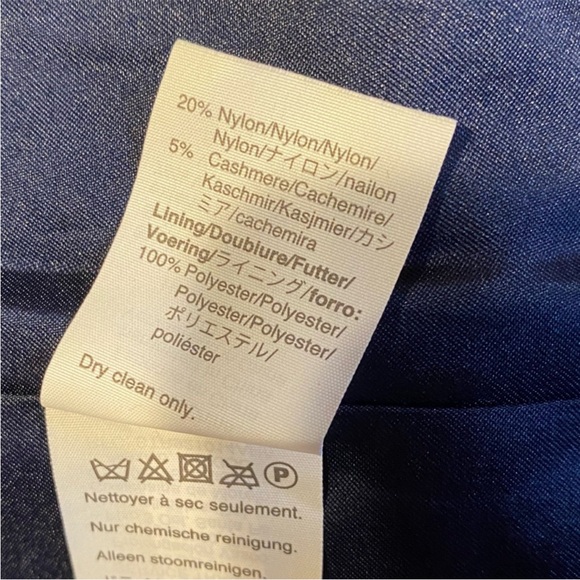 20% Nylon/Nylon/Nylon/
Nylon/ナイロン/nailon
5% Cashmere/Cachemire/
Kaschmir/Kasjmier/カシ
ミア/cachemira
Lining/Doublure/Futter/
Voering/ライニング/forro:
100% Polyester/Polyester/
Polyester/Polyester/
ポリエステル/
poliéster
Dry clean only.
P
Nettoyer à sec seulement.
Nur chemische reinigung.
Alleen stoomreinigen.